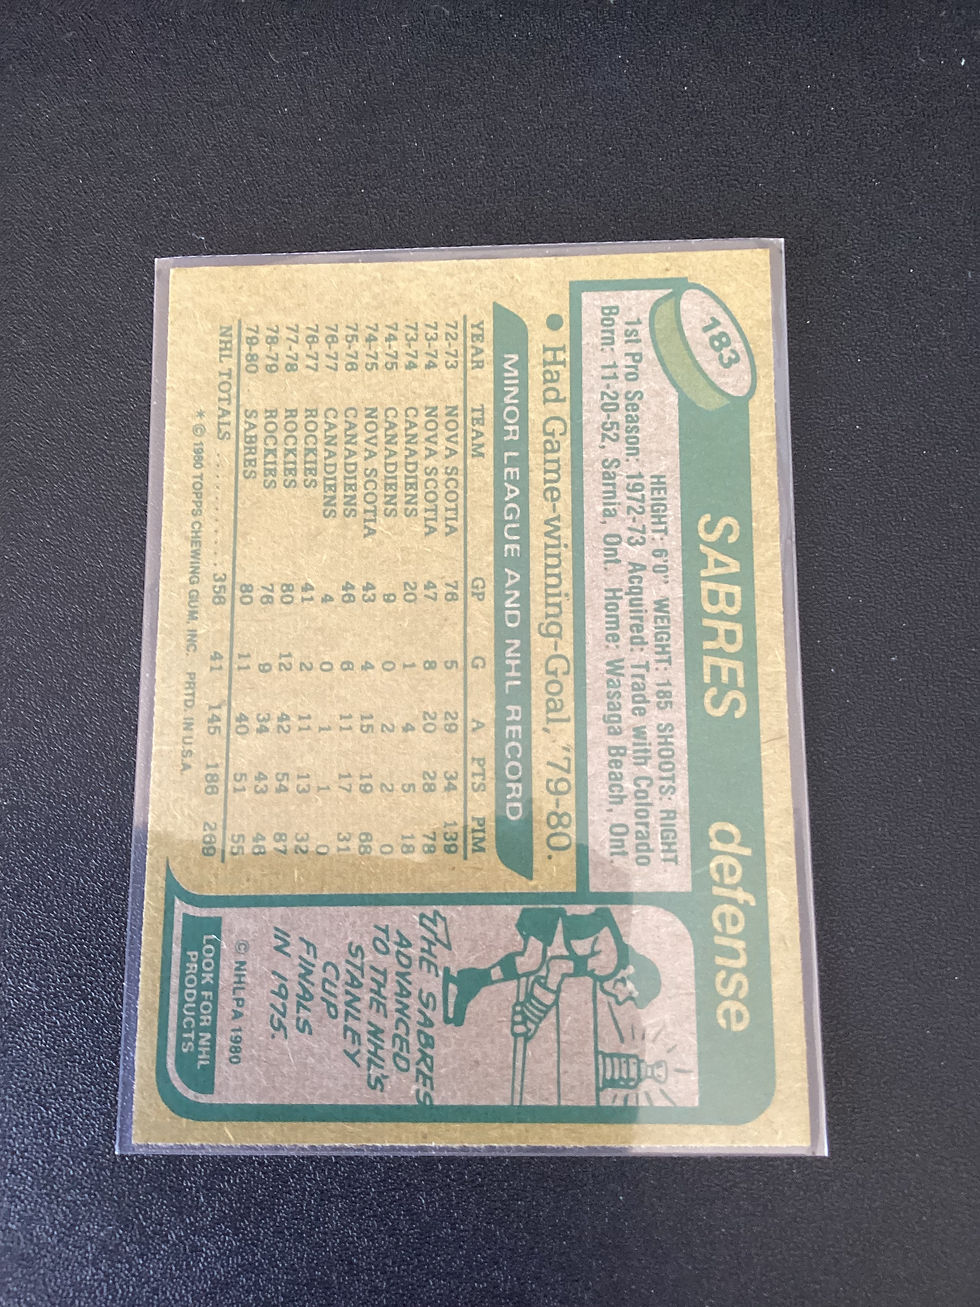 183
SABRES defense
HEIGHT: 6'0" WEIGHT: 185 SHOOTS: RIGHT
1st Pro Season: 1972-73 Acquired: Trade with Colorado
Born: 11-20-52, Sarnia, Ont. Home: Wasaga Beach, Ont.
• Had Game-winning-Goal, '79-80.
MINOR LEAGUE AND NHL RECORD
YEAR TEAM GP G A PTS PIM
72-73 NOVA SCOTIA 76 5 29 34 139
73-74 NOVA SCOTIA 47 8 20 28 78
73-74 CANADIENS 20 1 4 5 18
74-75 CANADIENS 9 0 2 2 0
74-75 NOVA SCOTIA 43 4 15 19 68
75-76 CANADIENS 46 6 11 17 31
76-77 CANADIENS 4 0 1 1 0
76-77 ROCKIES 41 2 11 13 32
77-78 ROCKIES 80 12 42 54 87
78-79 ROCKIES 76 9 34 43 46
79-80 SABRES 80 11 40 51 55
NHL TOTALS .......... 356 41 145 186 269
* © 1980 TOPPS CHEWING GUM, INC. PRTD. IN U.S.A.
THE SABRES
ADVANCED
TO THE NHL'S
STANLEY
CUP
FINALS
IN 1975.
© NHLPA 1980
LOOK FOR NHL
PRODUCTS